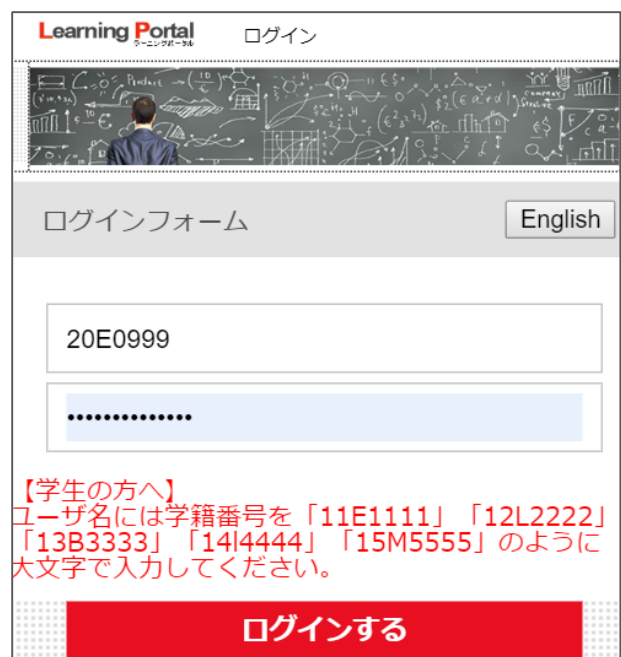 Learning Portal
ラーニングポータル
ログイン
ログインフォーム
English
20E0999
••••••••••••••
【学生の方へ】
ユーザ名には学籍番号を「11E1111」「12L2222」
「13B3333」「14I4444」「15M5555」のように
大文字で入力してください。
ログインする